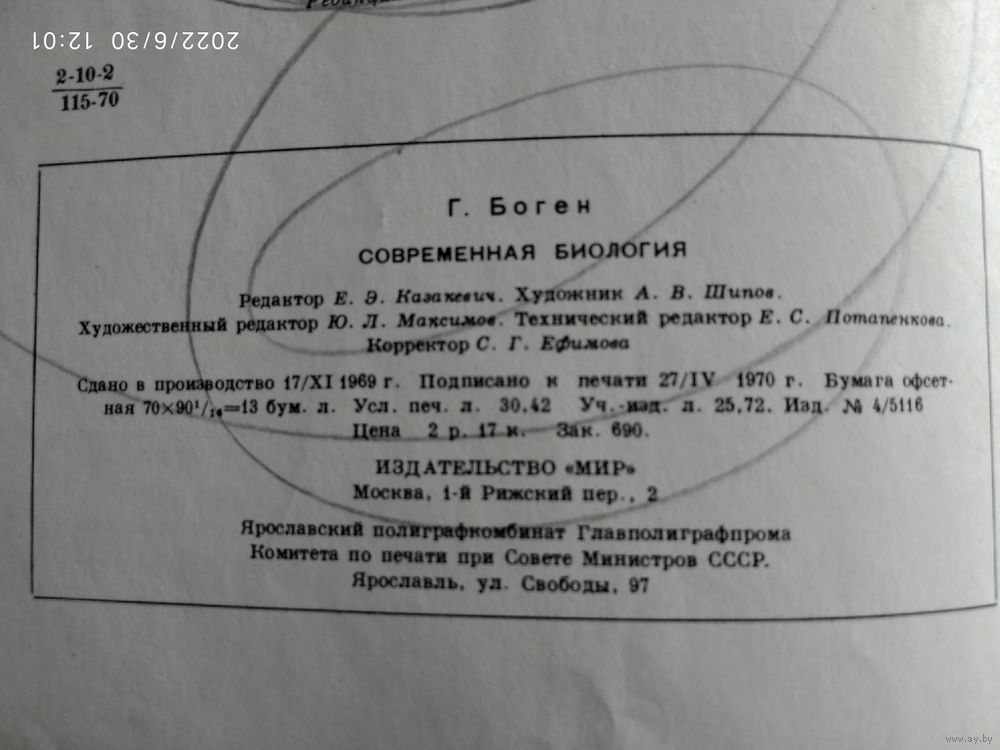 Редакция
2022/6/30 12:01
2-10-2
115-70
Г. Боген
СОВРЕМЕННАЯ БИОЛОГИЯ
Редактор Е. Э. Казакевич. Художник А. В. Шипов.
Художественный редактор Ю. Л. Максимов. Технический редактор Е. С. Потапенкова.
Корректор С. Г. Ефимова
Сдано в производство 17/XI 1969 г. Подписано к печати 27/IV 1970 г. Бумага офсет-
ная 70×90¹/₁₆=13 бум. л. Усл. печ. л. 30,42 Уч.-изд. л. 25,72. Изд. № 4/5116
Цена 2 р. 17 к. Зак. 690.
ИЗДАТЕЛЬСТВО «МИР»
Москва, 1-й Рижский пер., 2
Ярославский полиграфкомбинат Главполиграфпрома
Комитета по печати при Совете Министров СССР.
Ярославль, ул. Свободы, 97
www.ay.by